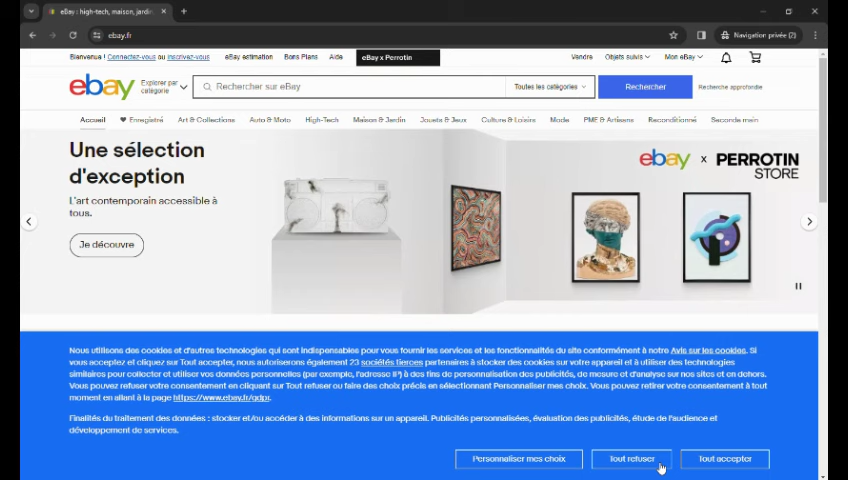 eBay : high-tech, maison, jardin
ebay.fr
Navigation privée (2)
Bienvenue ! Connectez-vous ou inscrivez-vous eBay estimation Bons Plans Aide eBay x Perrotin Vendre Objets suivis Mon eBay
ebay Explorer par catégorie Rechercher sur eBay Toutes les catégories Rechercher Recherche approfondie
Accueil Enregistré Art & Collections Auto & Moto High-Tech Maison & Jardin Jouets & Jeux Culture & Loisirs Mode PME & Artisans Reconditionné Seconde main
Une sélection
d'exception
L'art contemporain accessible à
tous.
Je découvre
ebay x PERROTIN
STORE
Nous utilisons des cookies et d'autres technologies qui sont indispensables pour vous fournir les services et les fonctionnalités du site conformément à notre Avis sur les cookies. Si
vous acceptez et cliquez sur Tout accepter, nous autoriserons également 23 sociétés tierces partenaires à stocker des cookies sur votre appareil et à utiliser des technologies
similaires pour collecter et utiliser vos données personnelles (par exemple, l'adresse IP) à des fins de personnalisation des publicités, de mesure et d'analyse sur nos sites et en dehors.
Vous pouvez refuser votre consentement en cliquant sur Tout refuser ou faire des choix précis en sélectionnant Personnaliser mes choix. Vous pouvez retirer votre consentement à tout
moment en allant à la page https://www.ebay.fr/gdpr.
Finalités du traitement des données : stocker et/ou accéder à des informations sur un appareil. Publicités personnalisées, évaluation des publicités, étude de l'audience et
développement de services.
Personnaliser mes choix Tout refuser Tout accepter